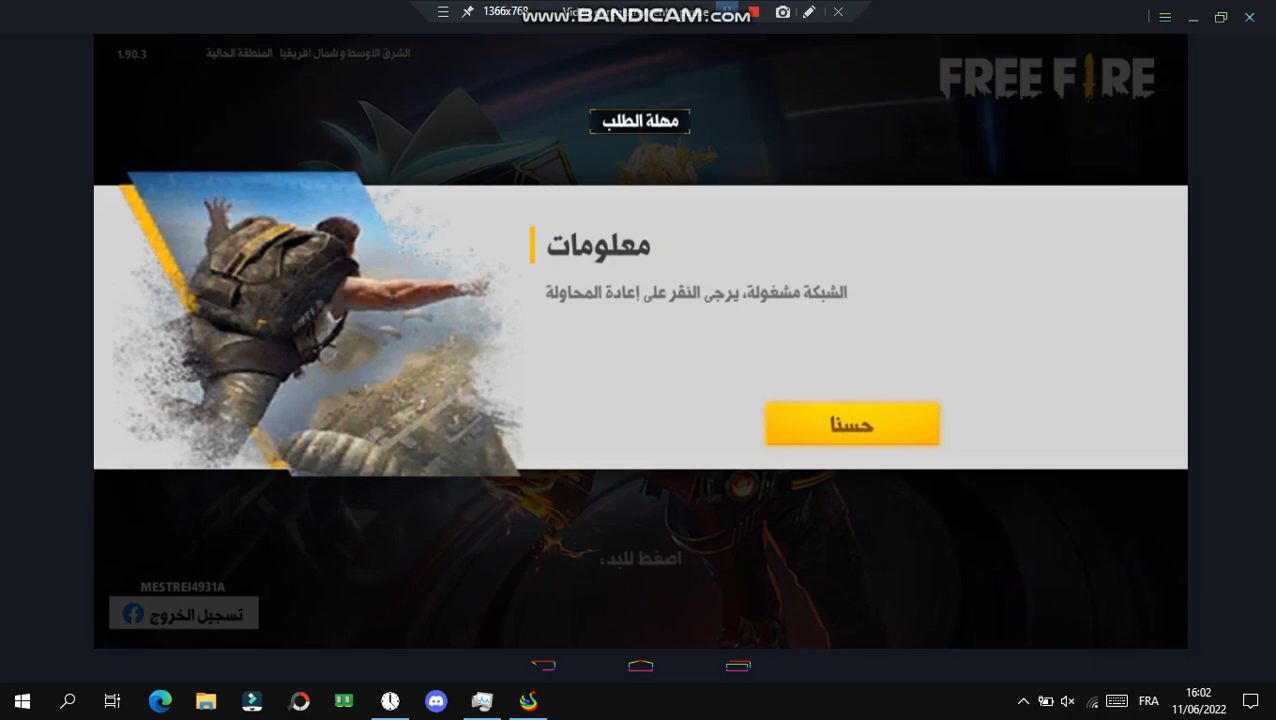 1366x768
WWW.BANDICAM.COM
1.90.3
المنطقة الحالية الشرق الاوسط و شمال افريقيا
FREE FIRE
مهلة الطلب
معلومات
الشبكة مشغولة، يرجى النقر على إعادة المحاولة
حسنا
اضغط للبدء
MESTREI4931A
تسجيل الخروج
FRA
16:02
11/06/2022